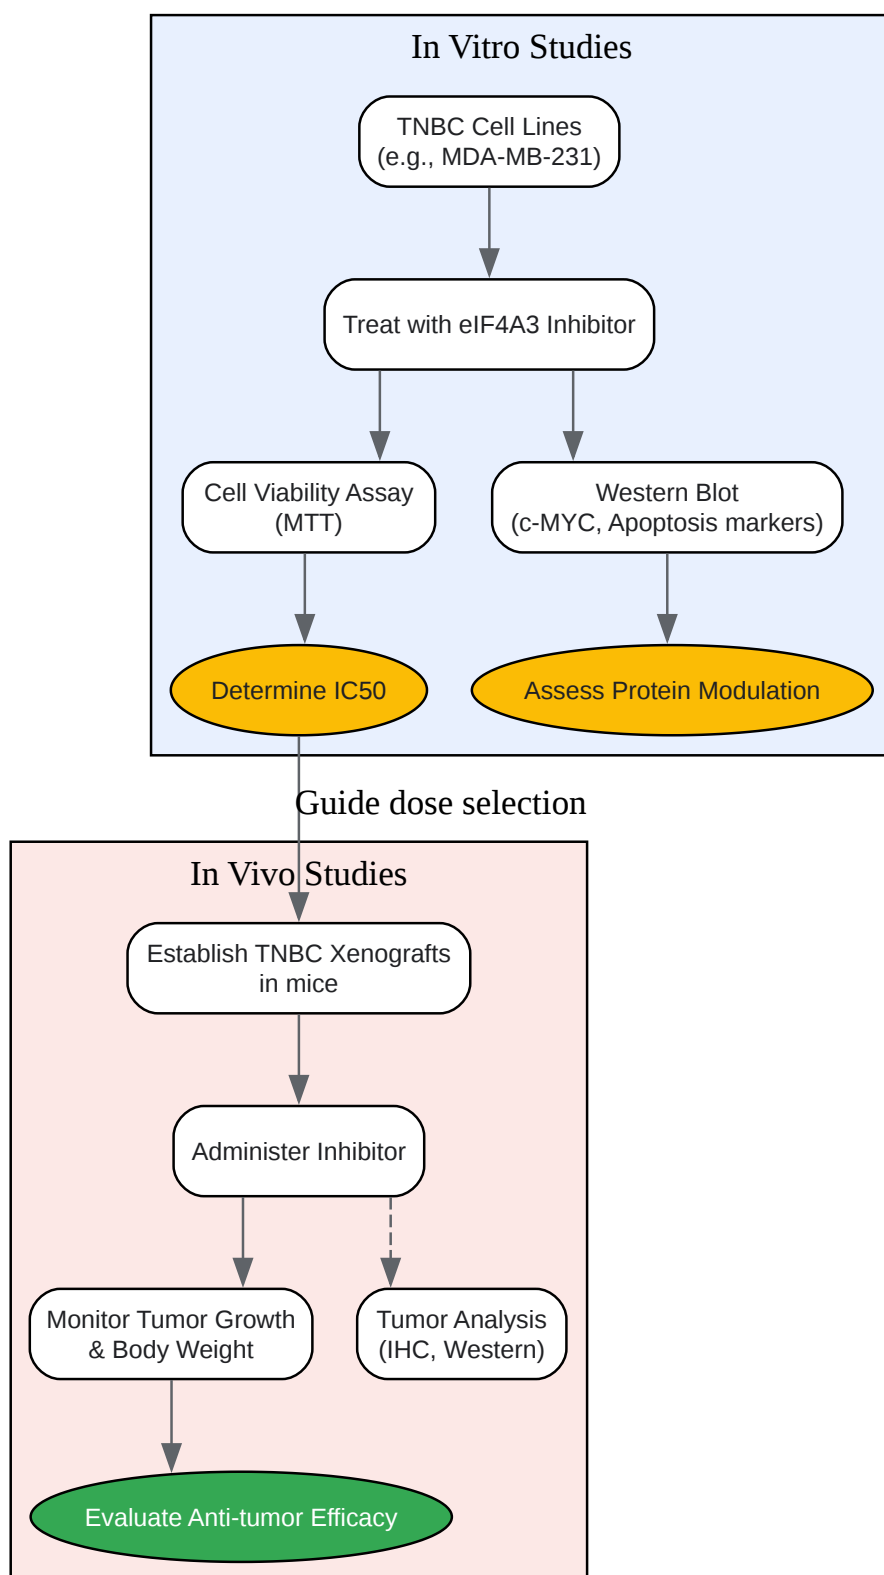 In Vitro Studies
TNBC Cell Lines
(e.g., MDA-MB-231)
Treat with eIF4A3 Inhibitor
Cell Viability Assay
(MTT)
Western Blot
(c-MYC, Apoptosis markers)
Determine IC50
Assess Protein Modulation
Guide dose selection
In Vivo Studies
Establish TNBC Xenografts
in mice
Administer Inhibitor
Monitor Tumor Growth
& Body Weight
Tumor Analysis
(IHC, Western)
Evaluate Anti-tumor Efficacy